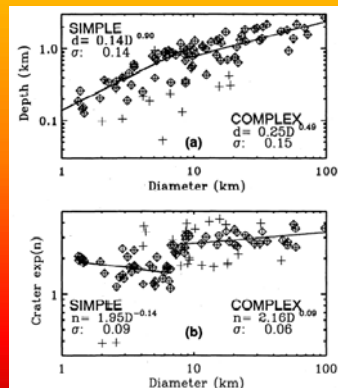 SIMPLE
d= 0.14D^0.90
σ: 0.14
1.0
0.1
Depth (km)
COMPLEX
d= 0.25D^0.49
σ: 0.15
(a)
1 10 100
Diameter (km)
Crater exp(n)
1
SIMPLE
n= 1.95D^-0.14
σ: 0.09
(b)
COMPLEX
n= 2.16D^0.09
σ: 0.06
1 10 100
Diameter (km)